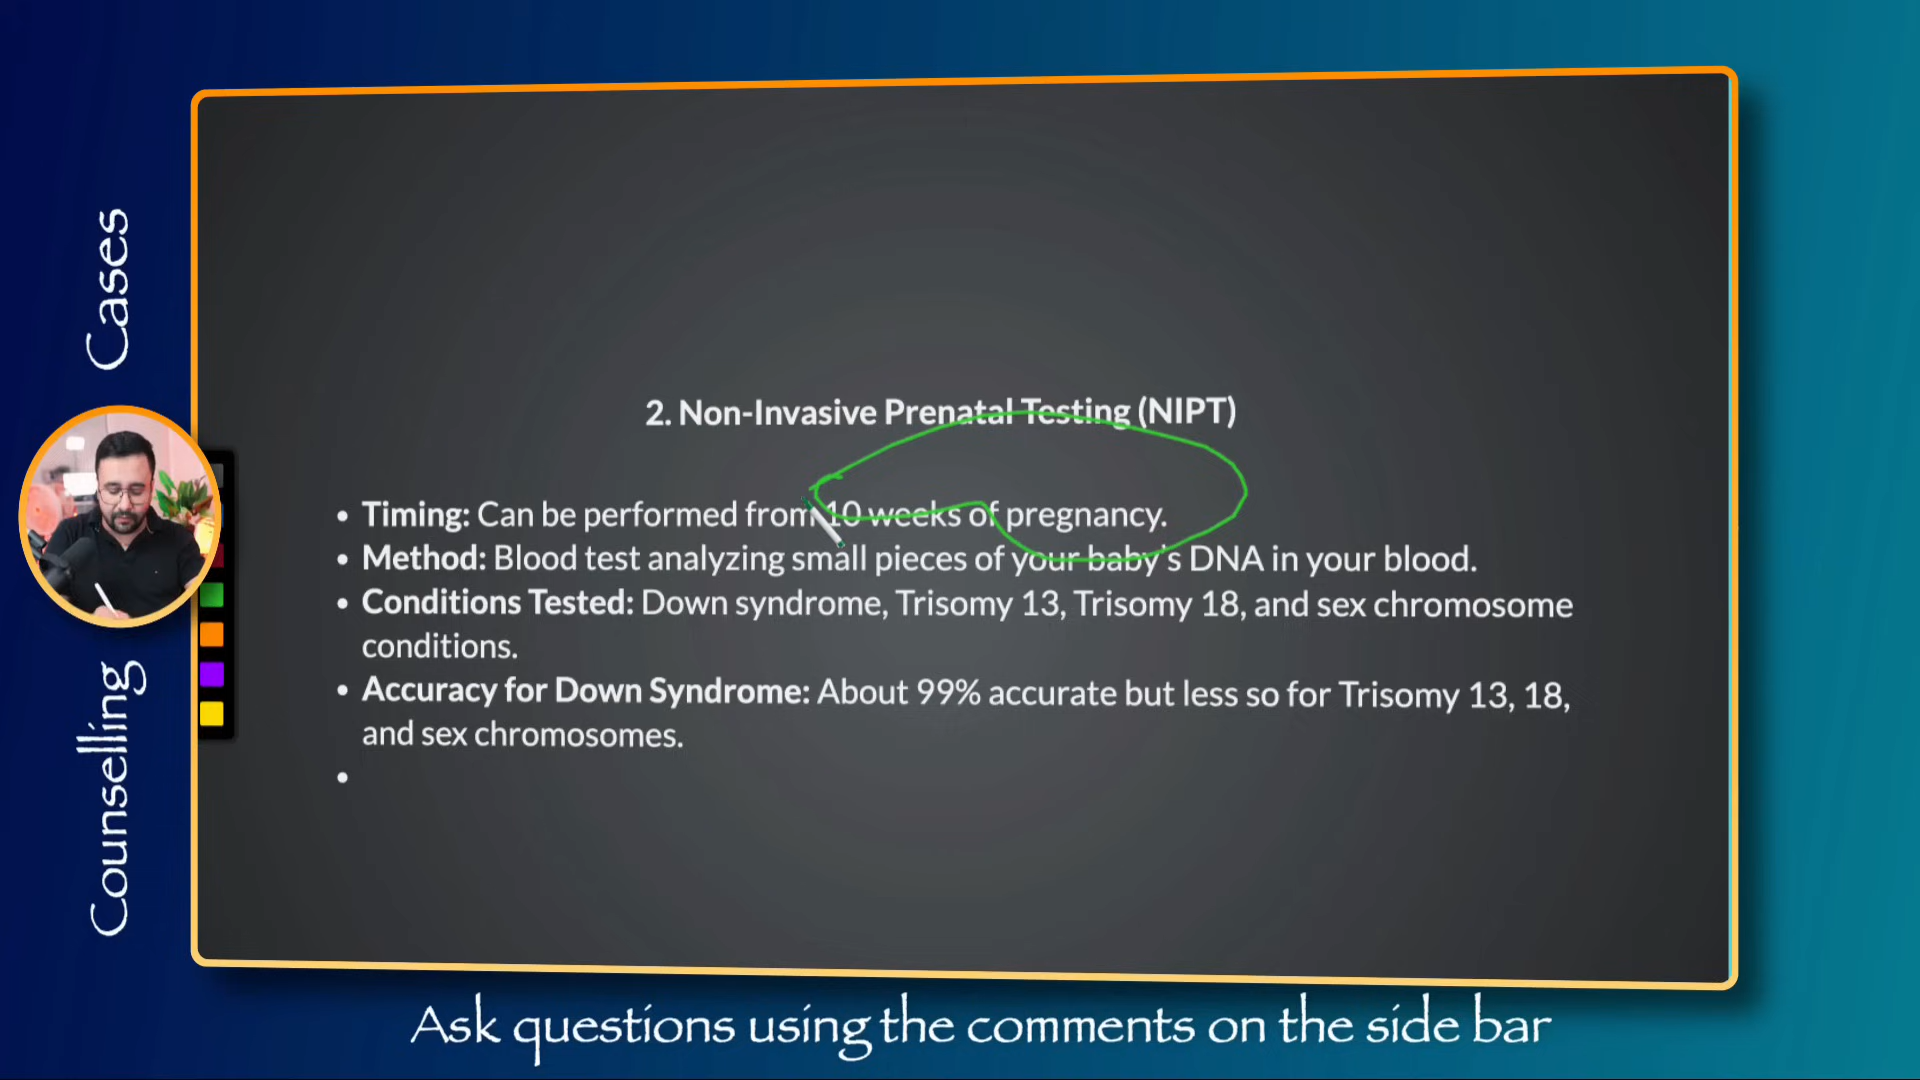 Counselling Cases
2. Non-Invasive Prenatal Testing (NIPT)
• Timing: Can be performed from 10 weeks of pregnancy.
• Method: Blood test analyzing small pieces of your baby's DNA in your blood.
• Conditions Tested: Down syndrome, Trisomy 13, Trisomy 18, and sex chromosome
conditions.
• Accuracy for Down Syndrome: About 99% accurate but less so for Trisomy 13, 18,
and sex chromosomes.
•
Ask questions using the comments on the side bar